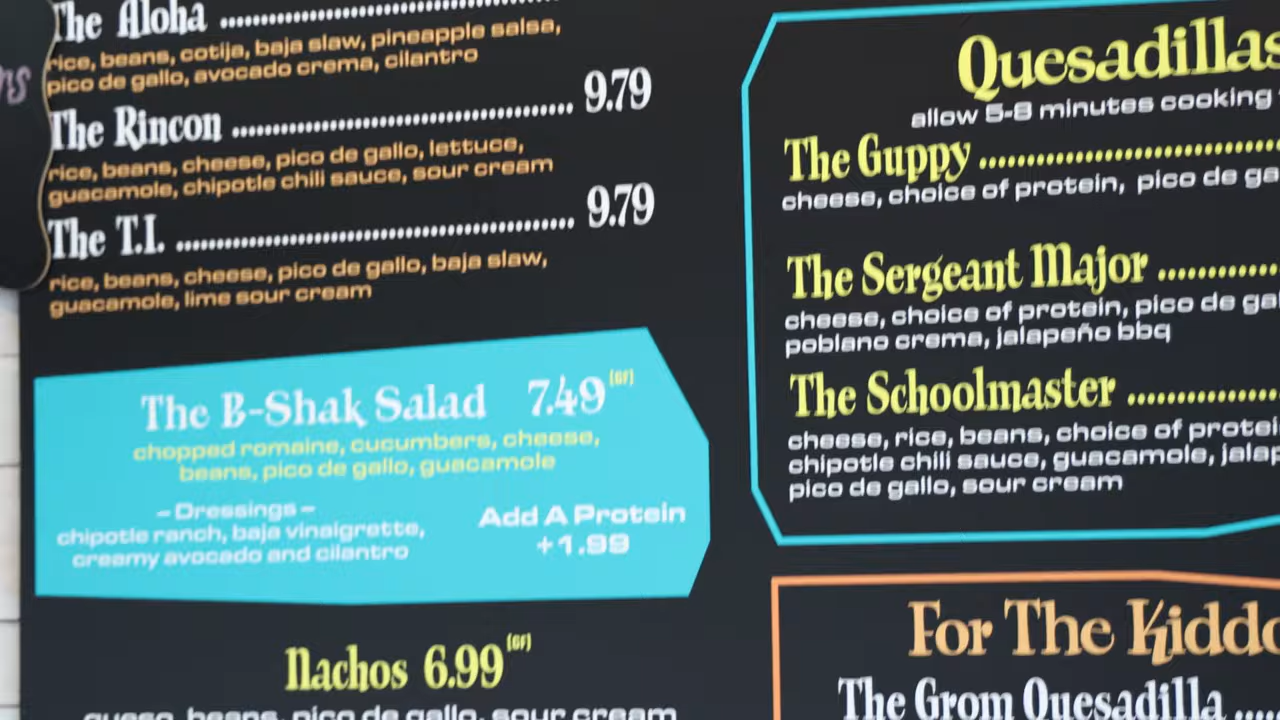 The Aloha
rice, beans, cotija, baja slaw, pineapple salsa,
pico de gallo, avocado crema, cilantro
The Rincon ........ 9.79
rice, beans, cheese, pico de gallo, lettuce,
guacamole, chipotle chili sauce, sour cream
The T.I. ........ 9.79
rice, beans, cheese, pico de gallo, baja slaw,
guacamole, lime sour cream
The B-Shak Salad 7.49 (GF)
chopped romaine, cucumbers, cheese,
beans, pico de gallo, guacamole
– Dressings –
chipotle ranch, baja vinaigrette,
creamy avocado and cilantro
Add A Protein
+1.99
Nachos 6.99 (GF)
queso, beans, pico de gallo, sour cream
Quesadillas
allow 5-8 minutes cooking
The Guppy
cheese, choice of protein, pico de ga
The Sergeant Major
cheese, choice of protein, pico de gal
poblano crema, jalapeño bbq
The Schoolmaster
cheese, rice, beans, choice of protei
chipotle chili sauce, guacamole, jalap
pico de gallo, sour cream
For The Kiddo
The Grom Quesadilla